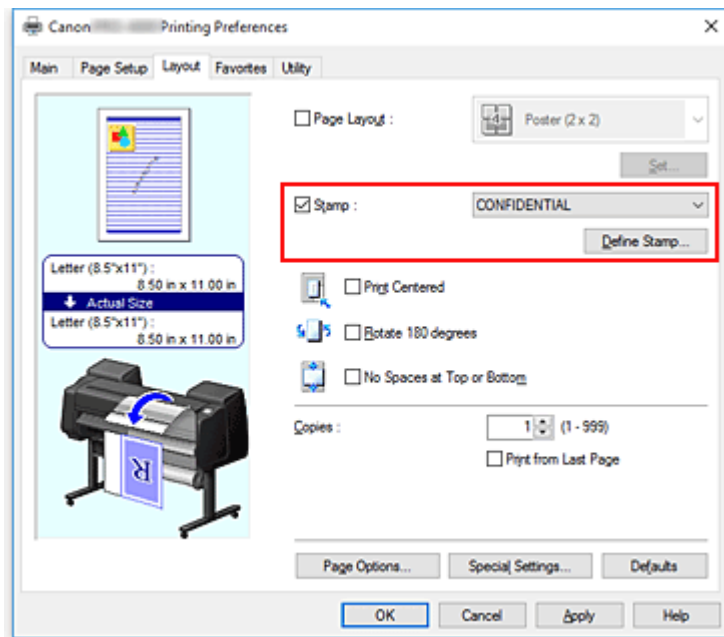 Canon Printing Preferences
Main Page Setup Layout Favorites Utility
Page Layout :
4
Poster (2 x 2)
Set...
Stamp :
CONFIDENTIAL
Define Stamp...
Letter (8.5"x11") :
8.50 in x 11.00 in
Actual Size
Letter (8.5"x11") :
8.50 in x 11.00 in
Print Centered
Rotate 180 degrees
No Spaces at Top or Bottom
R
Copies :
1 (1 - 999)
Print from Last Page
Page Options... Special Settings... Defaults
OK Cancel Apply Help